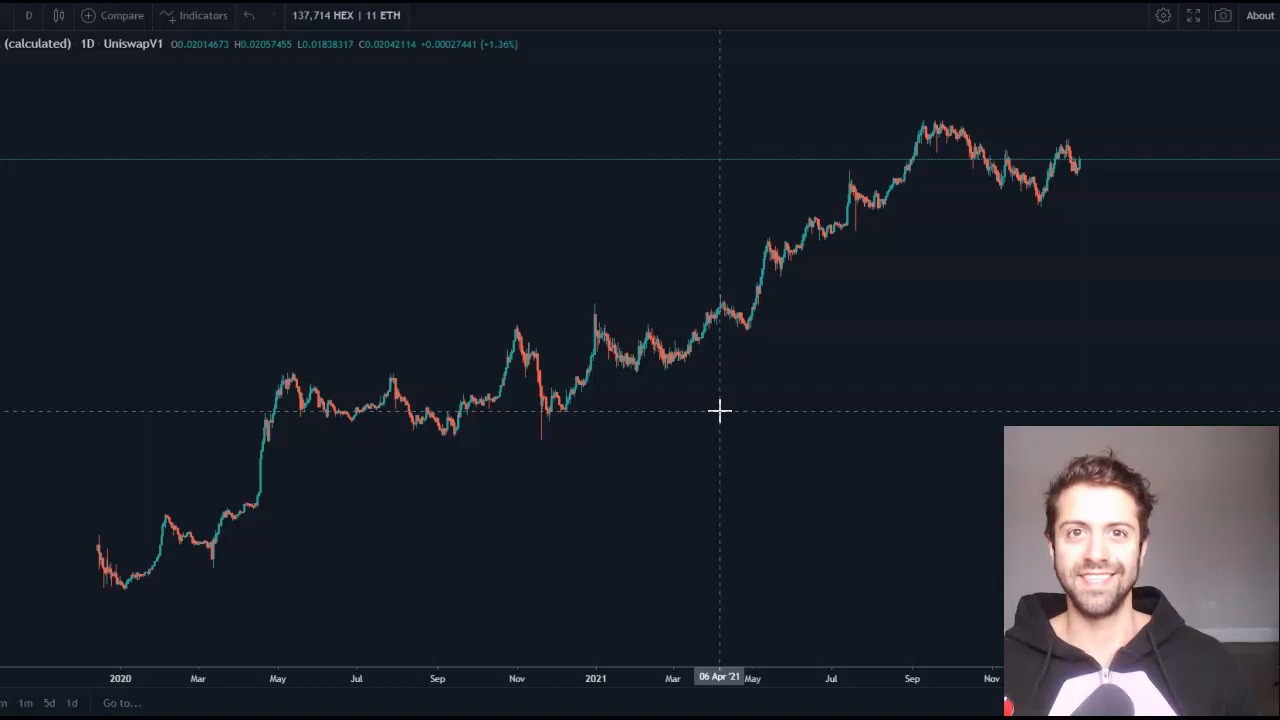 D Compare Indicators 137,714 HEX | 11 ETH About
(calculated) 1D UniswapV1 O0.02014673 H0.02057455 L0.01838317 C0.02042114 +0.00027441 (+1.36%)
2020 Mar May Jul Sep Nov 2021 Mar 06 Apr '21 May Jul Sep Nov
m 1m 5d 1d Go to...